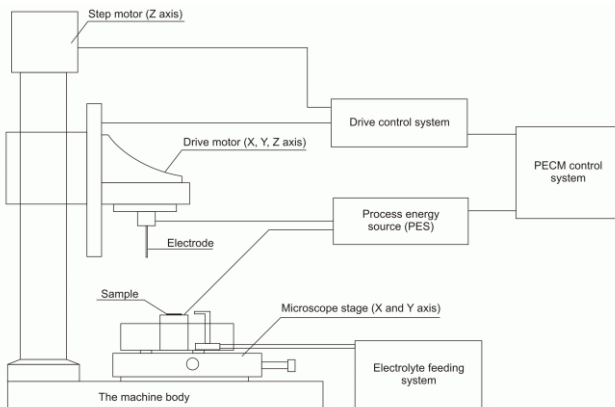 Step motor (Z axis)
Drive control system
Drive motor (X, Y, Z axis)
PECM control
system
Process energy
source (PES)
Electrode
Sample
Microscope stage (X and Y axis)
Electrolyte feeding
system
The machine body